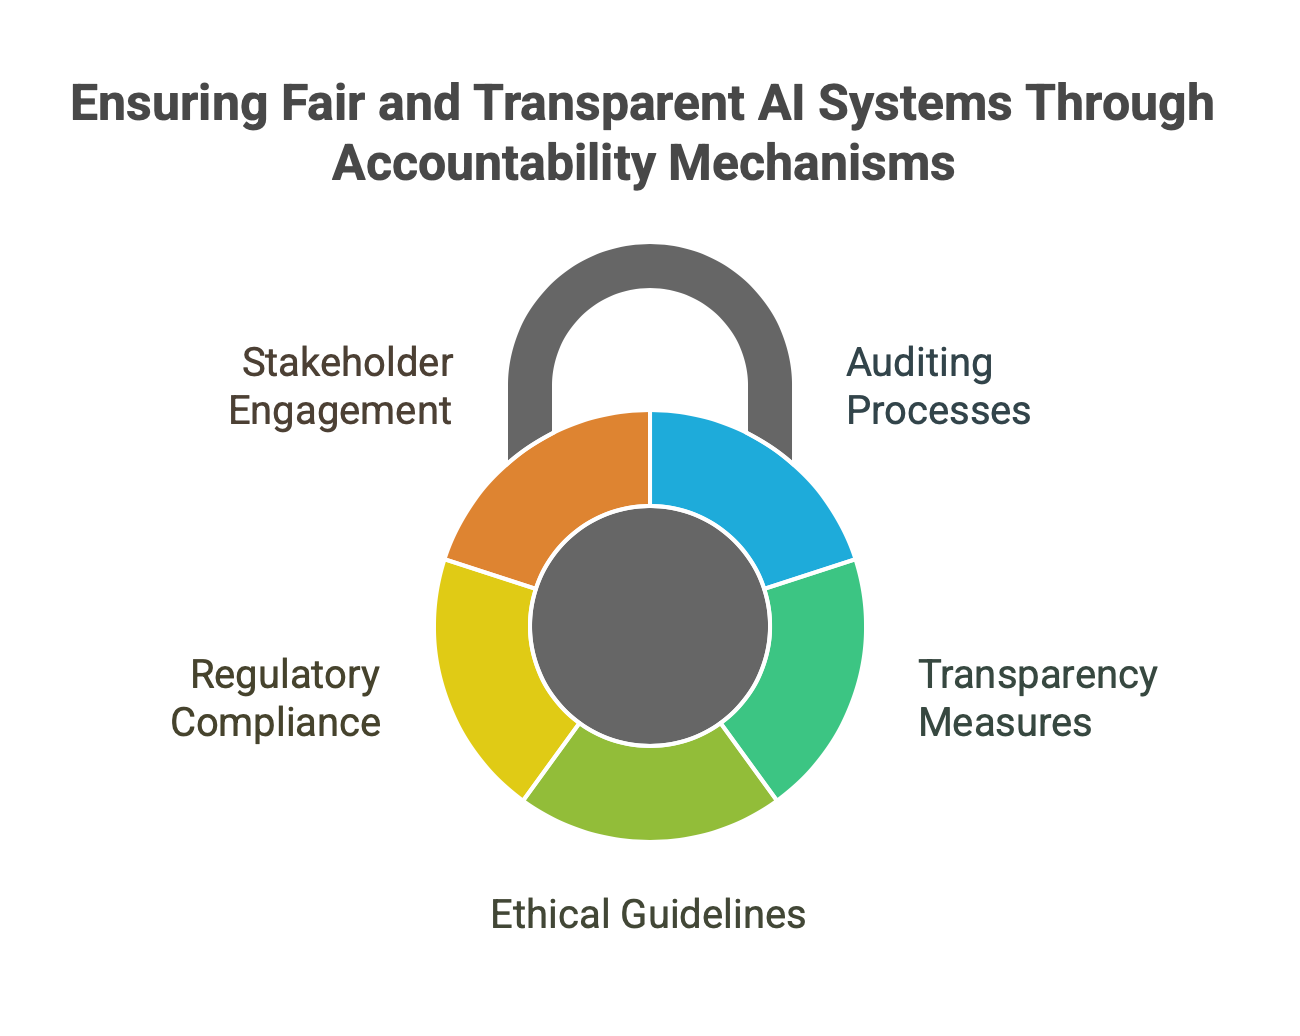 Ensuring Fair and Transparent AI Systems Through
Accountability Mechanisms
Stakeholder
Engagement
Auditing
Processes
Regulatory
Compliance
Transparency
Measures
Ethical Guidelines